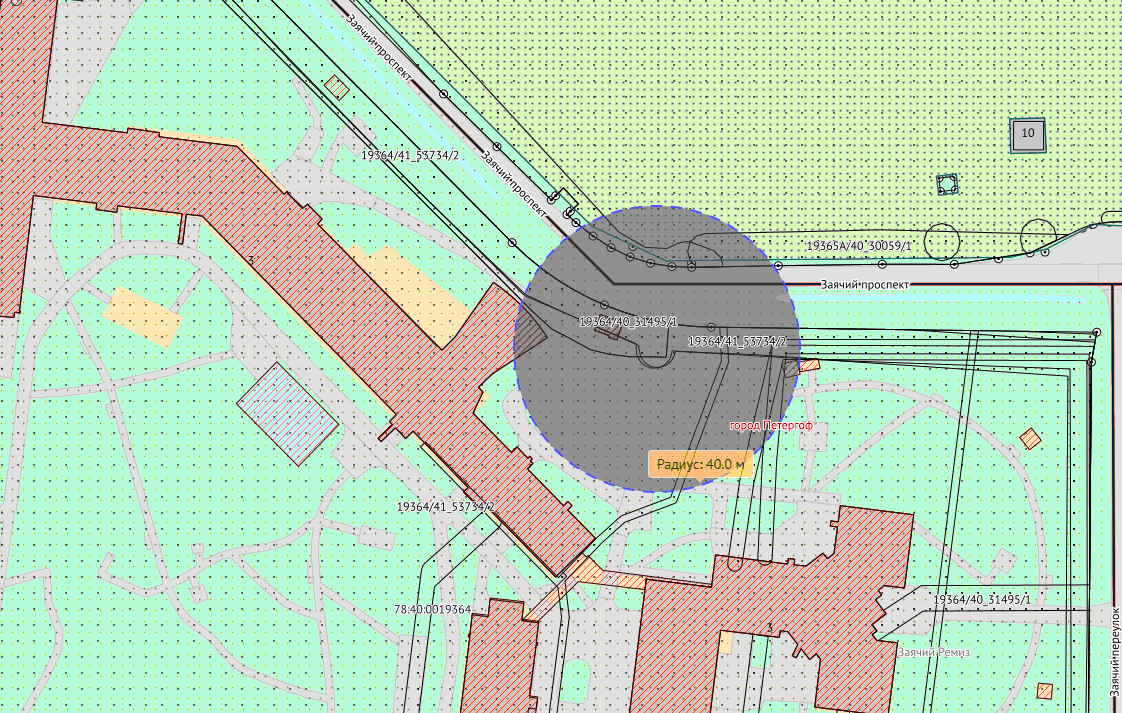 Заячий проспект
10
19364/41_53734/2
Заячий проспект
19365А/40_30059/1
3
Заячий проспект
19364/40_31495/1
19364/41_53734/2
город Петергоф
Радиус: 40.0 м
19364/41_53734/2
19364/40_31495/1
78:40:0019364
3
Заячий Ремиз
Заячий переулок